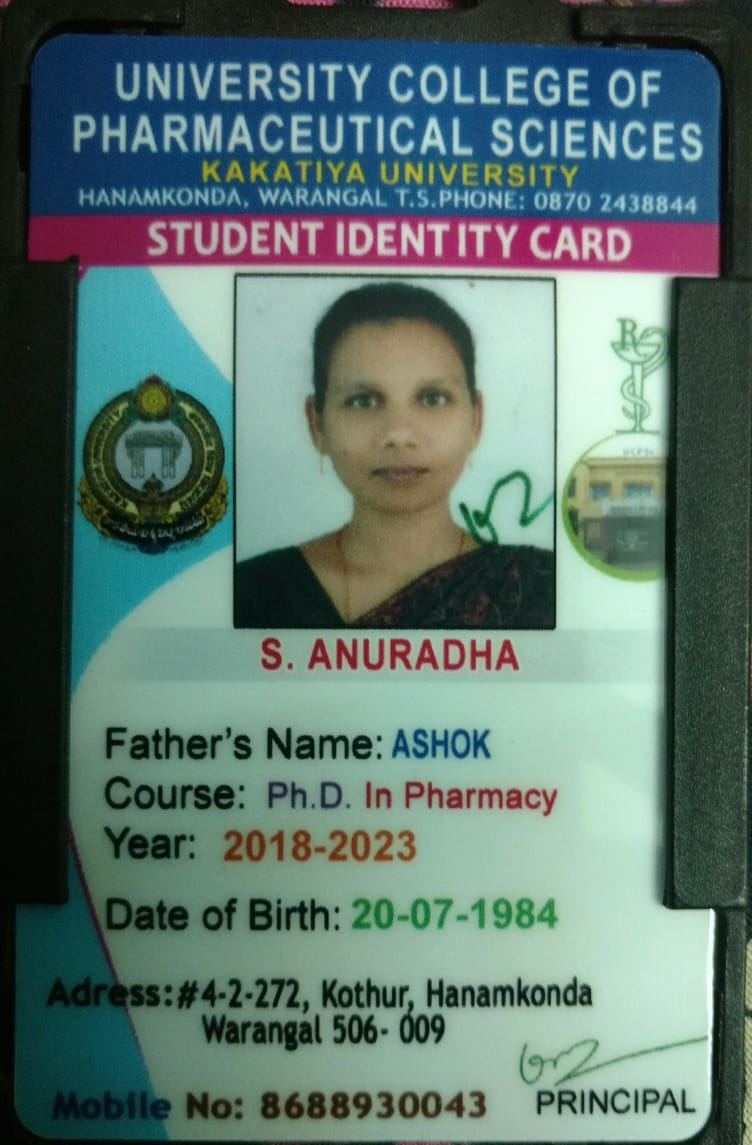 UNIVERSITY COLLEGE OF
PHARMACEUTICAL SCIENCES
KAKATIYA UNIVERSITY
HANAMKONDA, WARANGAL T.S.PHONE: 0870 2438844
STUDENT IDENTITY CARD
S. ANURADHA
Father's Name: ASHOK
Course: Ph.D. In Pharmacy
Year: 2018-2023
Date of Birth: 20-07-1984
Adress:#4-2-272, Kothur, Hanamkonda
Warangal 506- 009
Mobile No: 8688930043
PRINCIPAL